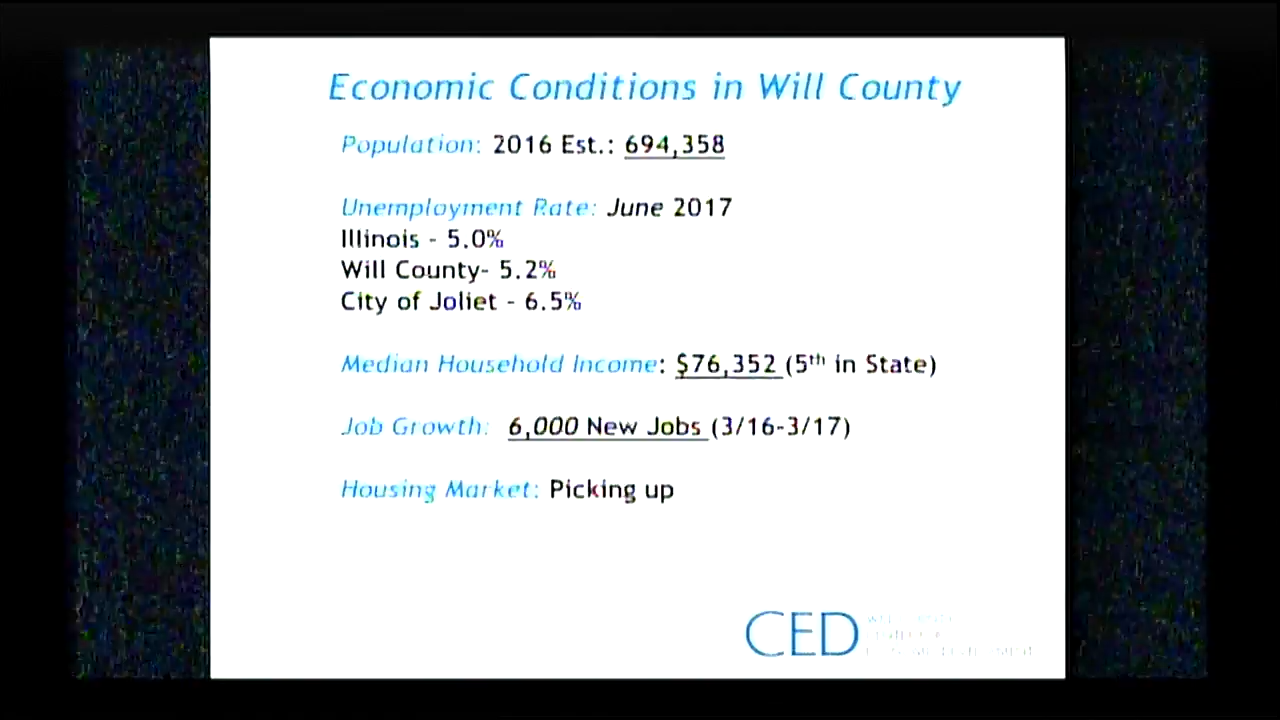 Economic Conditions in Will County
Population: 2016 Est.: 694,358
Unemployment Rate: June 2017
Illinois - 5.0%
Will County- 5.2%
City of Joliet - 6.5%
Median Household Income: $76,352 (5th in State)
Job Growth: 6,000 New Jobs (3/16-3/17)
Housing Market: Picking up
CED